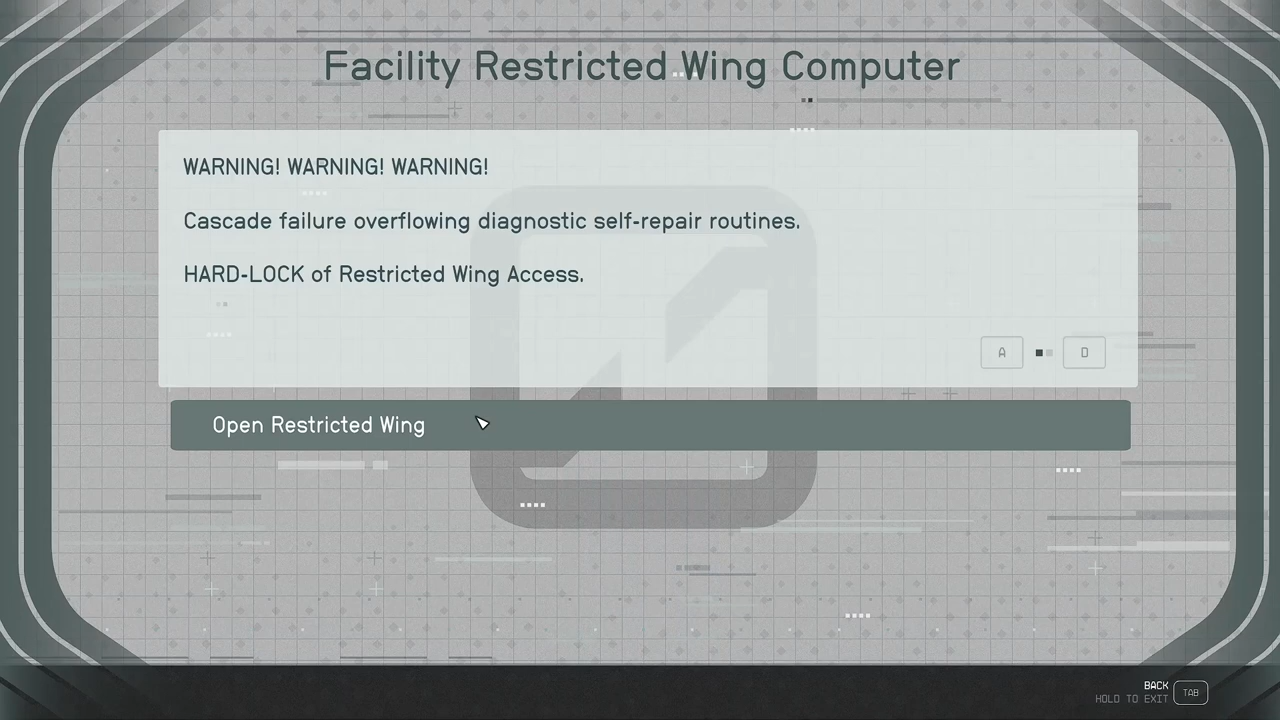 Facility Restricted Wing Computer
WARNING! WARNING! WARNING!
Cascade failure overflowing diagnostic self-repair routines.
HARD-LOCK of Restricted Wing Access.
A D
Open Restricted Wing
BACK
HOLD TO EXIT TAB